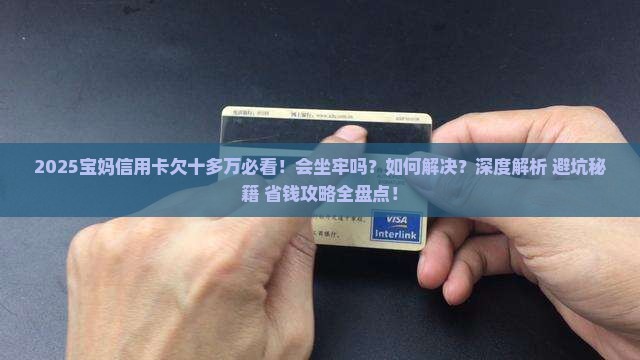 2025宝妈信用卡欠十多万必看！会坐牢吗？如何解决？深度解析 避坑秘
籍 省钱攻略全盘点！
VISA
Interlink